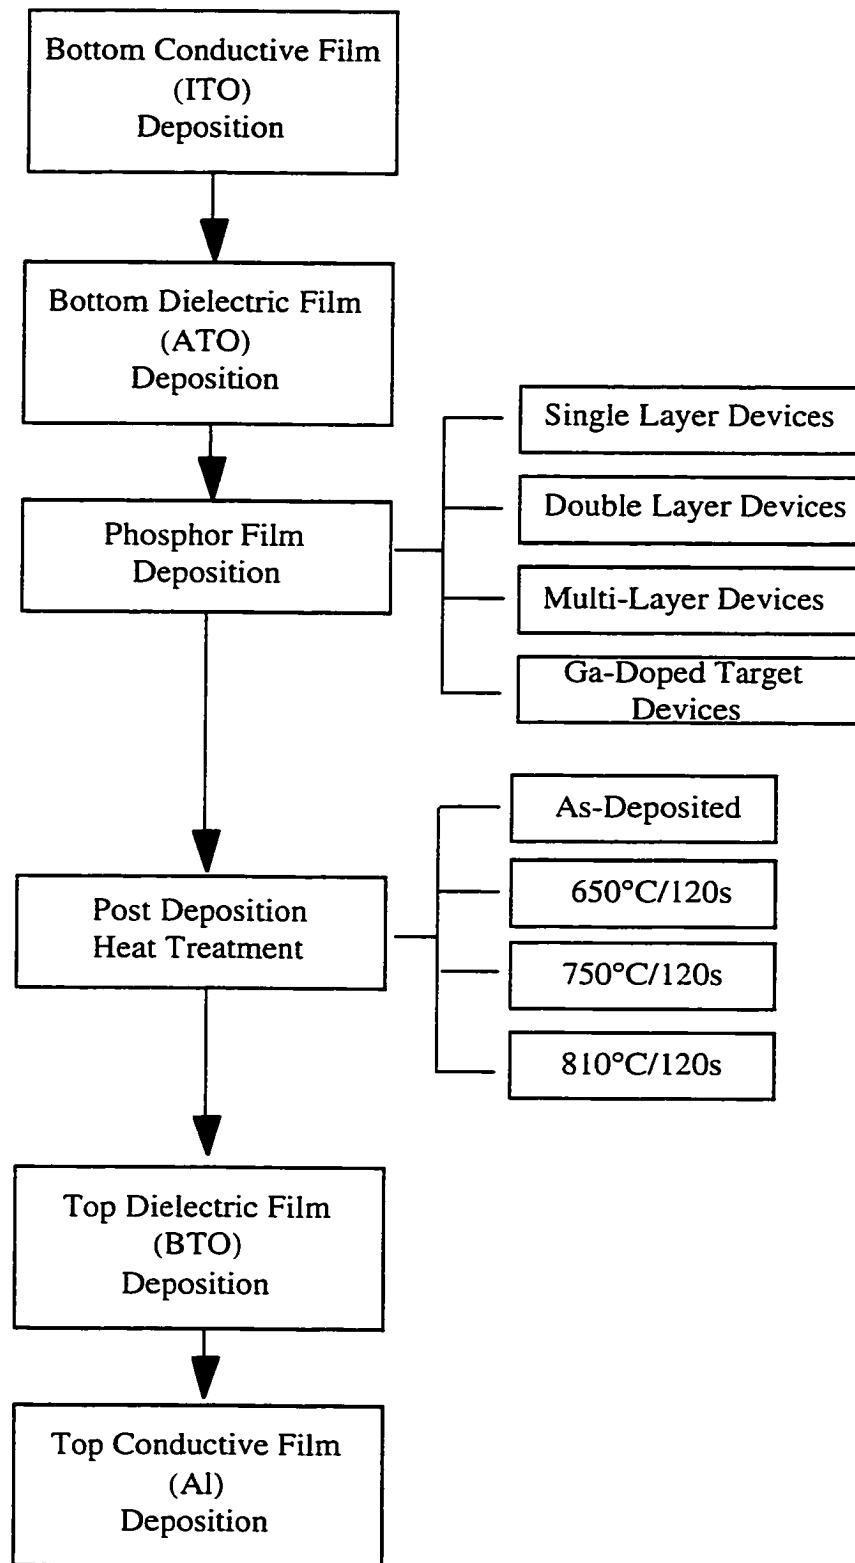 Bottom Conductive Film
(ITO)
Deposition
Bottom Dielectric Film
(ATO)
Deposition
Phosphor Film
Deposition
Single Layer Devices
Double Layer Devices
Multi-Layer Devices
Ga-Doped Target
Devices
Post Deposition
Heat Treatment
As-Deposited
650°C/120s
750°C/120s
810°C/120s
Top Dielectric Film
(BTO)
Deposition
Top Conductive Film
(Al)
Deposition